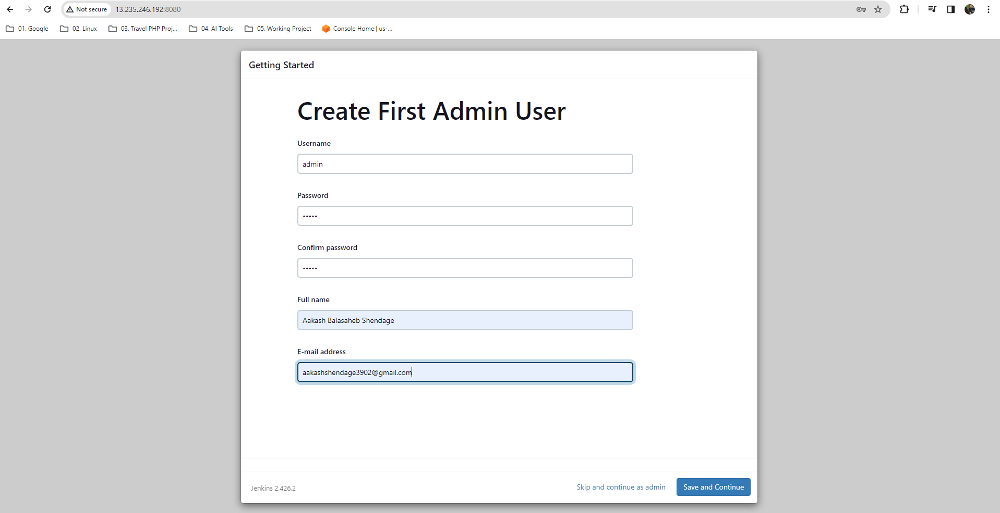 Not secure 13.235.246.192:8080
01. Google 02. Linux 03. Travel PHP Proj... 04. AI Tools 05. Working Project Console Home | us-...
Getting Started
Create First Admin User
Username
admin
Password
•••••
Confirm password
•••••
Full name
Aakash Balasaheb Shendage
E-mail address
aakashshendage3902@gmail.com
Jenkins 2.426.2 Skip and continue as admin Save and Continue